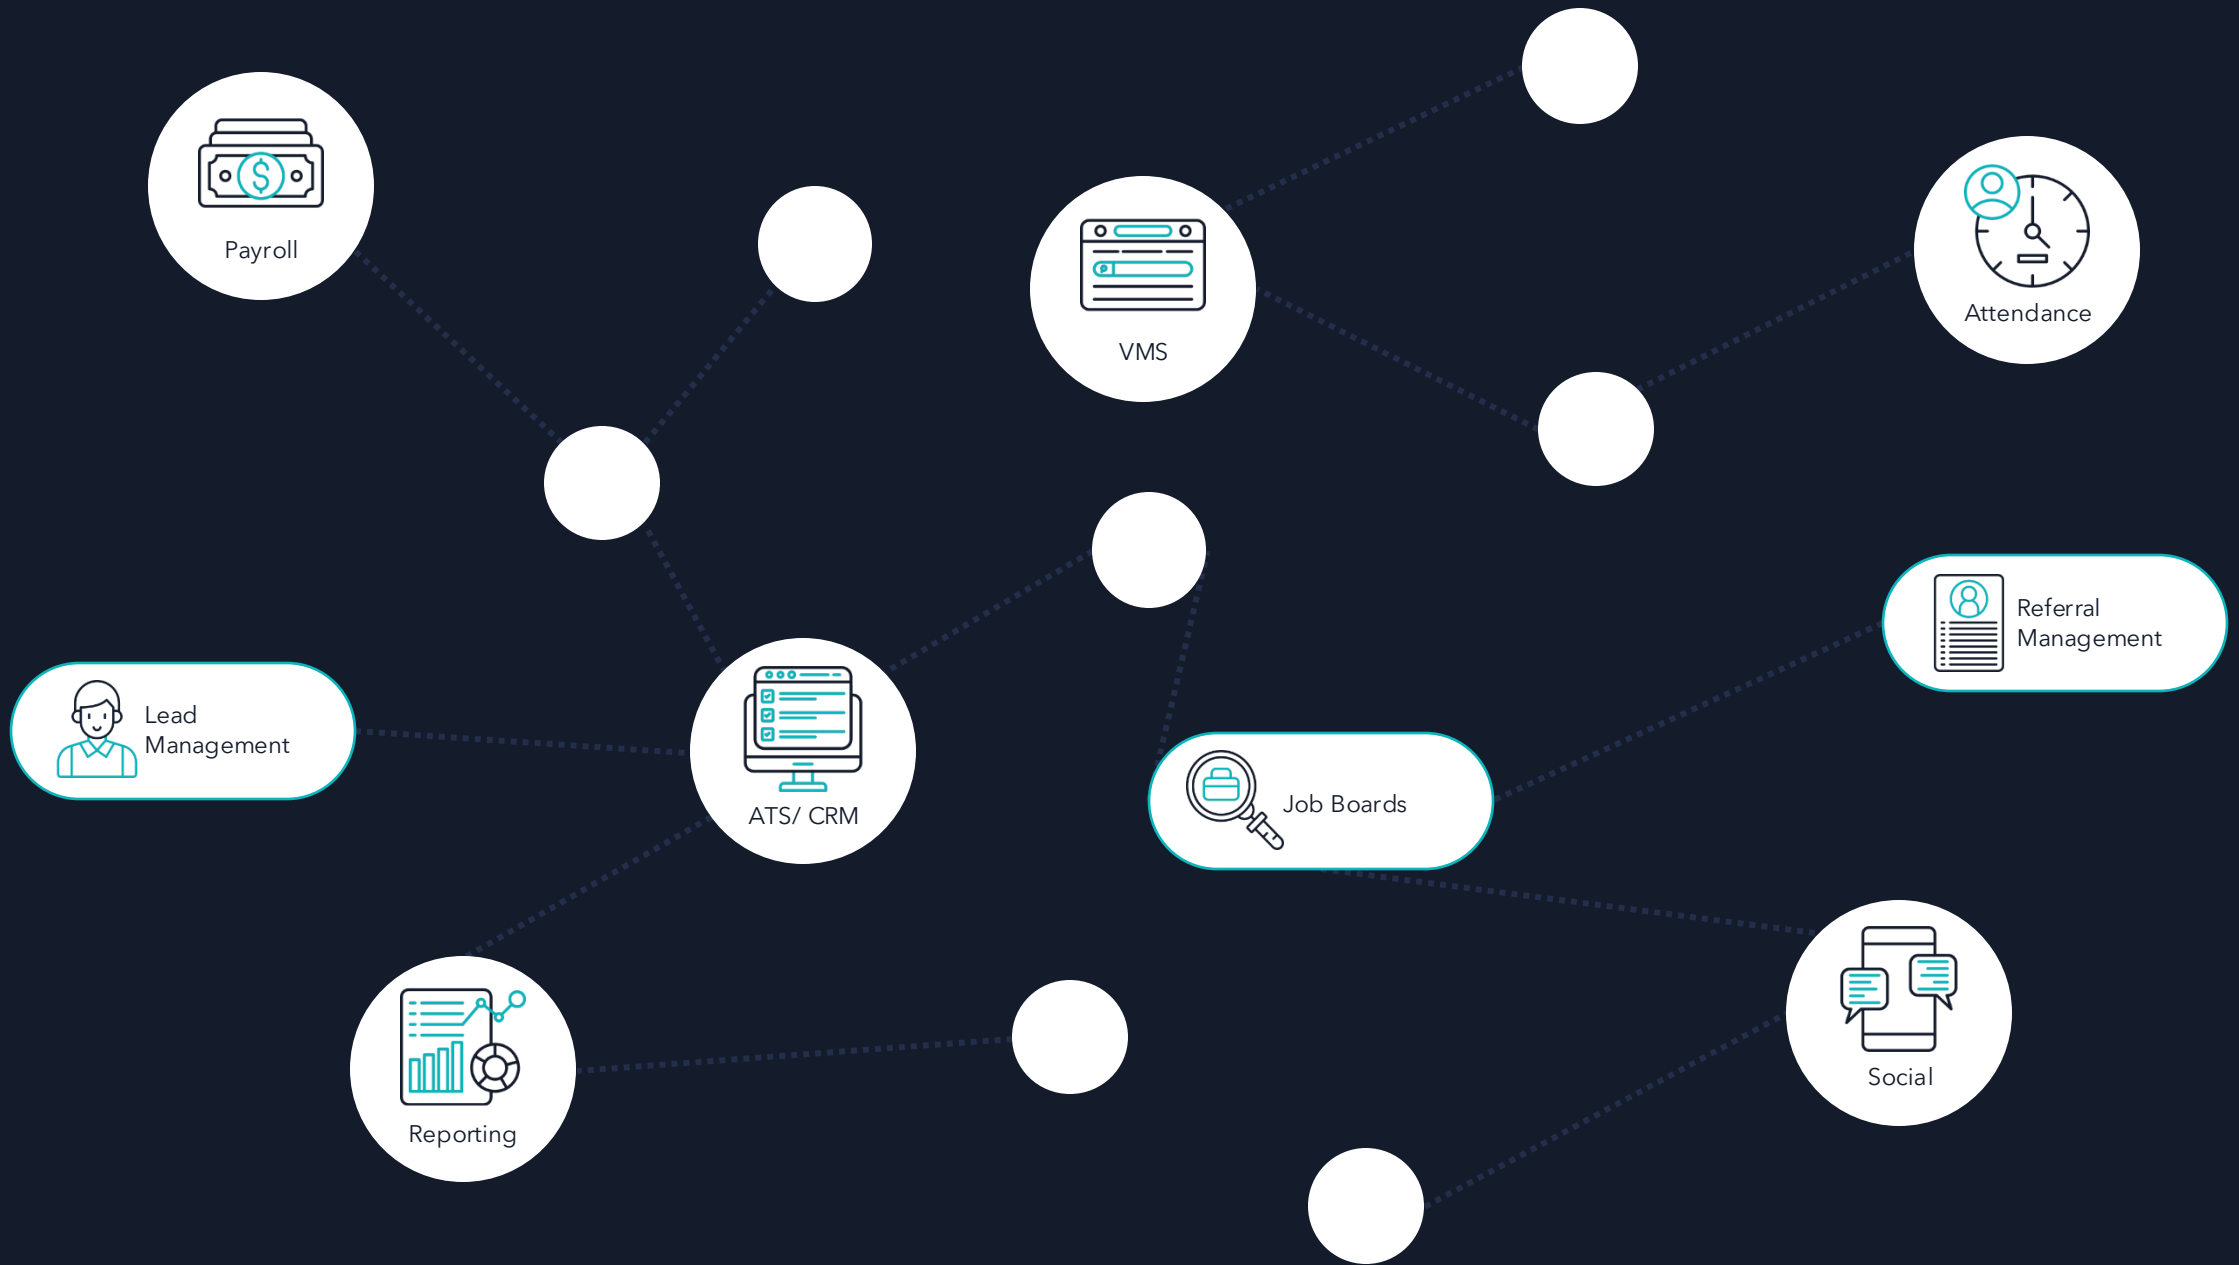 Payroll
VMS
Attendance
Referral
Management
Lead
Management
ATS/ CRM
Job Boards
Reporting
Social